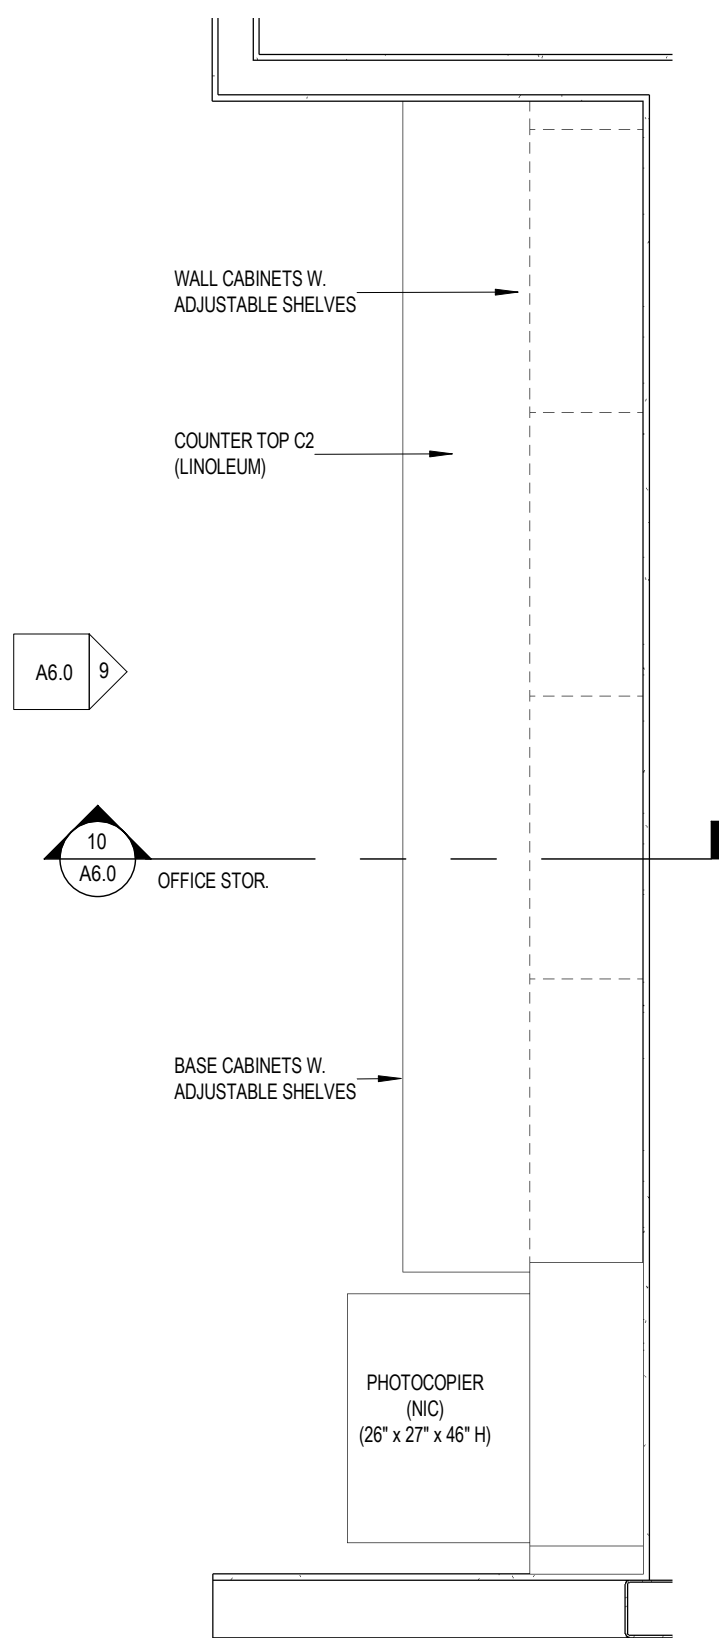 WALL CABINETS W.
ADJUSTABLE SHELVES
COUNTER TOP C2
(LINOLEUM)
A6.0
9
10
A6.0
OFFICE STOR.
BASE CABINETS W.
ADJUSTABLE SHELVES
PHOTOCOPIER
(NIC)
(26" x 27" x 46" H)